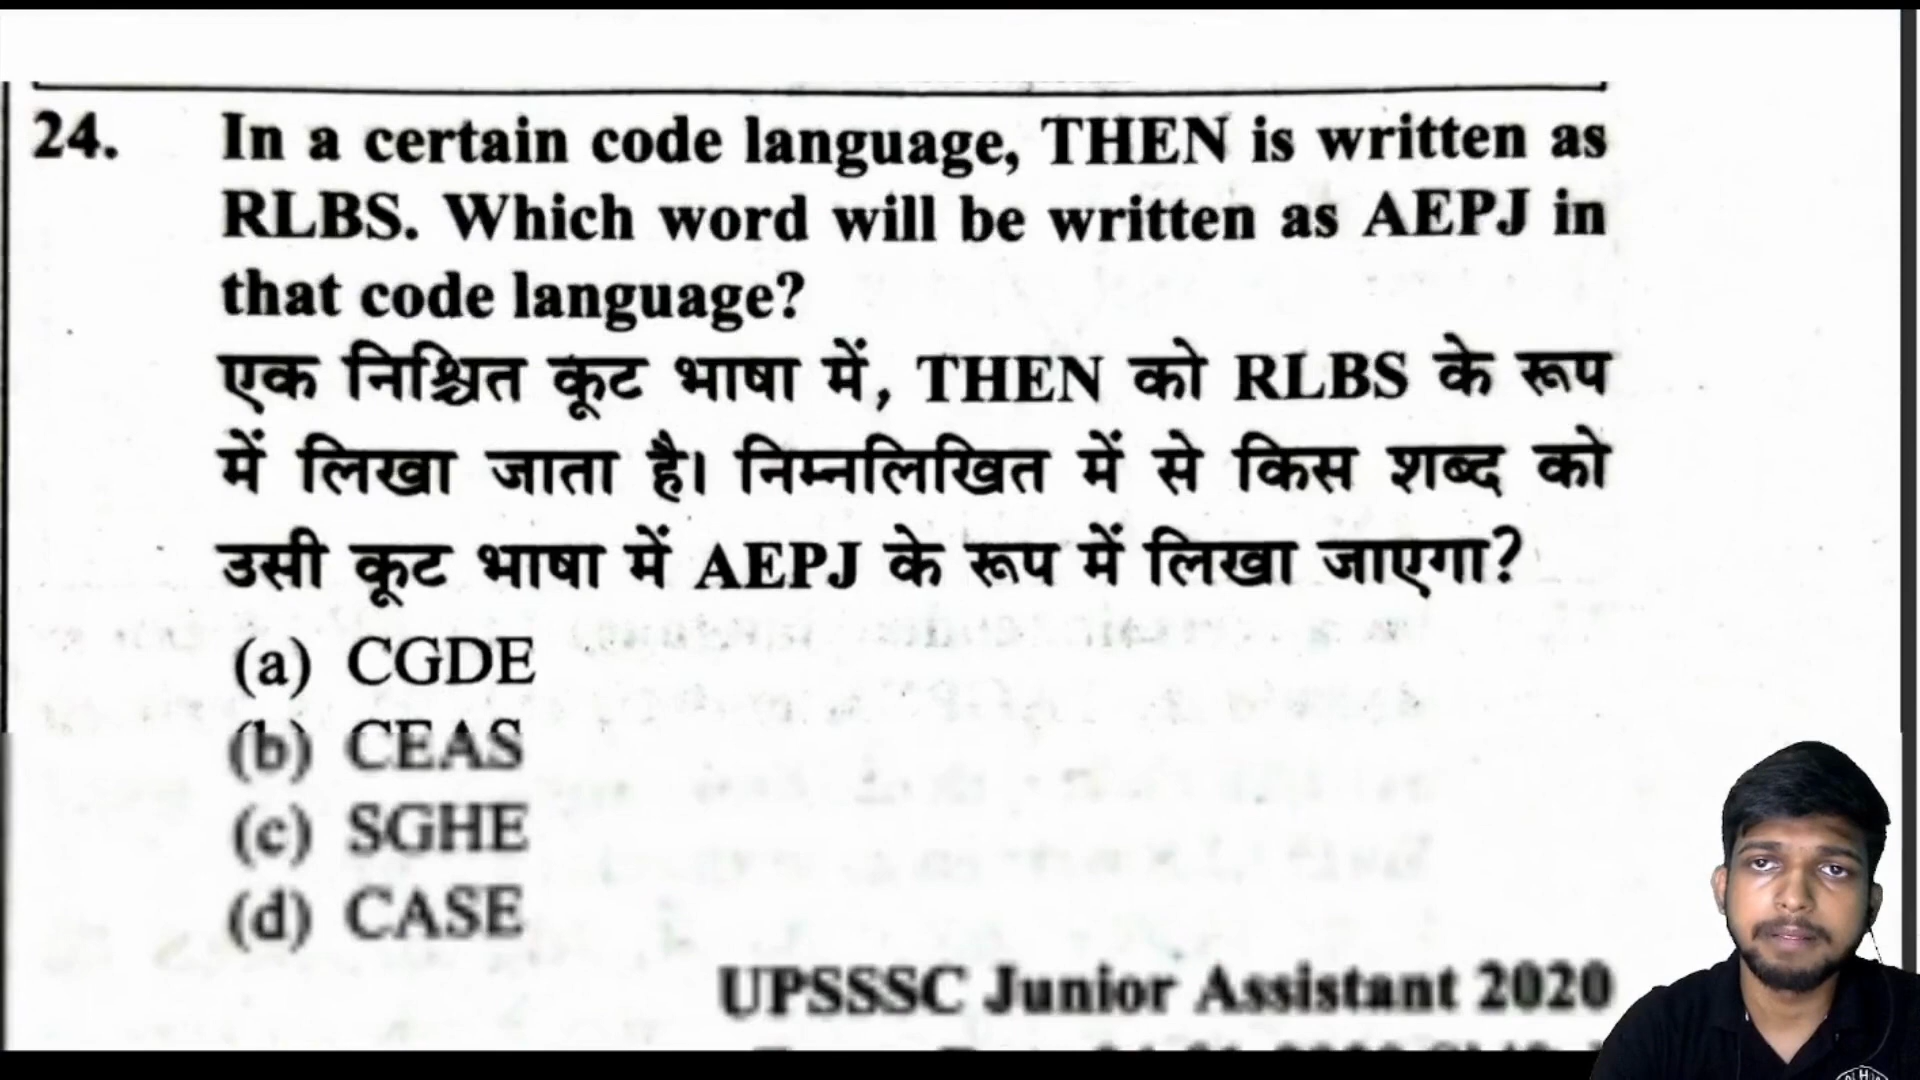 24. In a certain code language, THEN is written as
RLBS. Which word will be written as AEPJ in
that code language?
एक निश्चित कूट भाषा में, THEN को RLBS के रूप
में लिखा जाता है। निम्नलिखित में से किस शब्द को
उसी कूट भाषा में AEPJ के रूप में लिखा जाएगा?
(a) CGDE
(b) CEAS
(c) SGHE
(d) CASE
UPSSSC Junior Assistant 2020